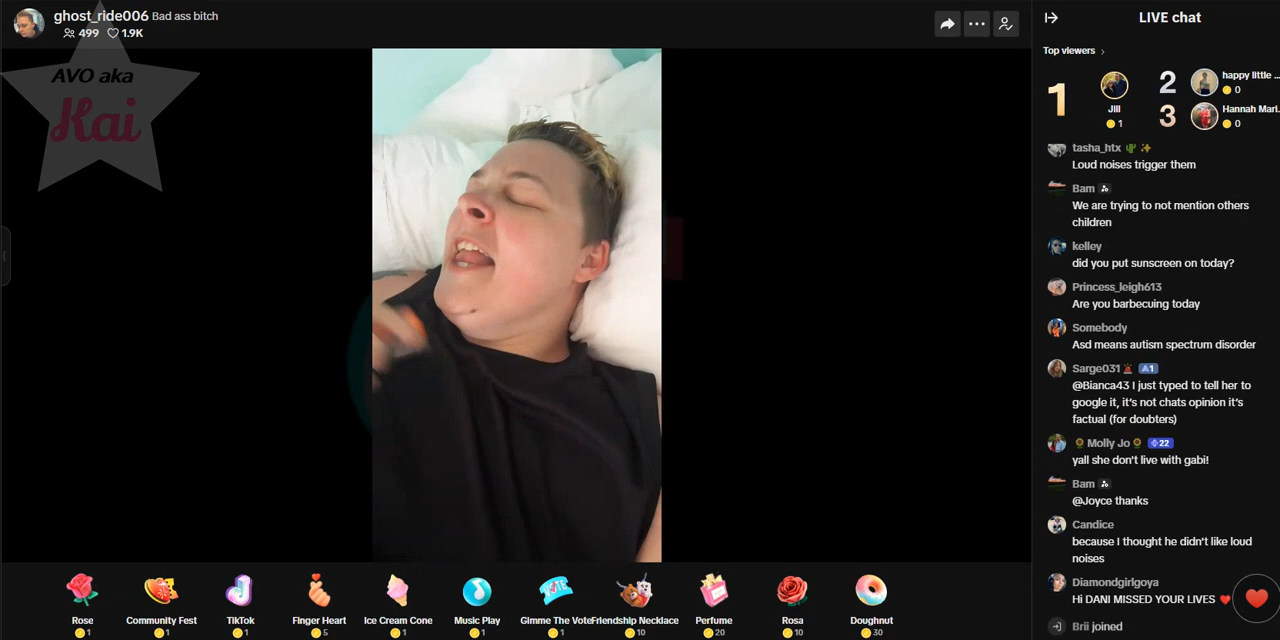 ghost_ride006 Bad ass bitch
499 1.9K
AVO aka
Kai
LIVE chat
Top viewers
1
Jill
1
2
happy little ...
0
3
Hannah Mari
0
tasha_htx
Loud noises trigger them
Bam
We are trying to not mention others
children
kelley
did you put sunscreen on today?
Princess_leigh613
Are you barbecuing today
Somebody
Asd means autism spectrum disorder
Sarge031 1
@Bianca43 I just typed to tell her to
google it, it's not chats opinion it's
factual (for doubters)
Molly Jo 22
yall she don't live with gabi!
Bam
@Joyce thanks
Candice
because I thought he didn't like loud
noises
Diamondgirlgoya
Hi DANI MISSED YOUR LIVES
Brii joined
VOTE
Rose Community Fest TikTok Finger Heart Ice Cream Cone Music Play Gimme The Vote Friendship Necklace Perfume Rosa Doughnut
1 1 1 5 1 1 1 10 20 10 30